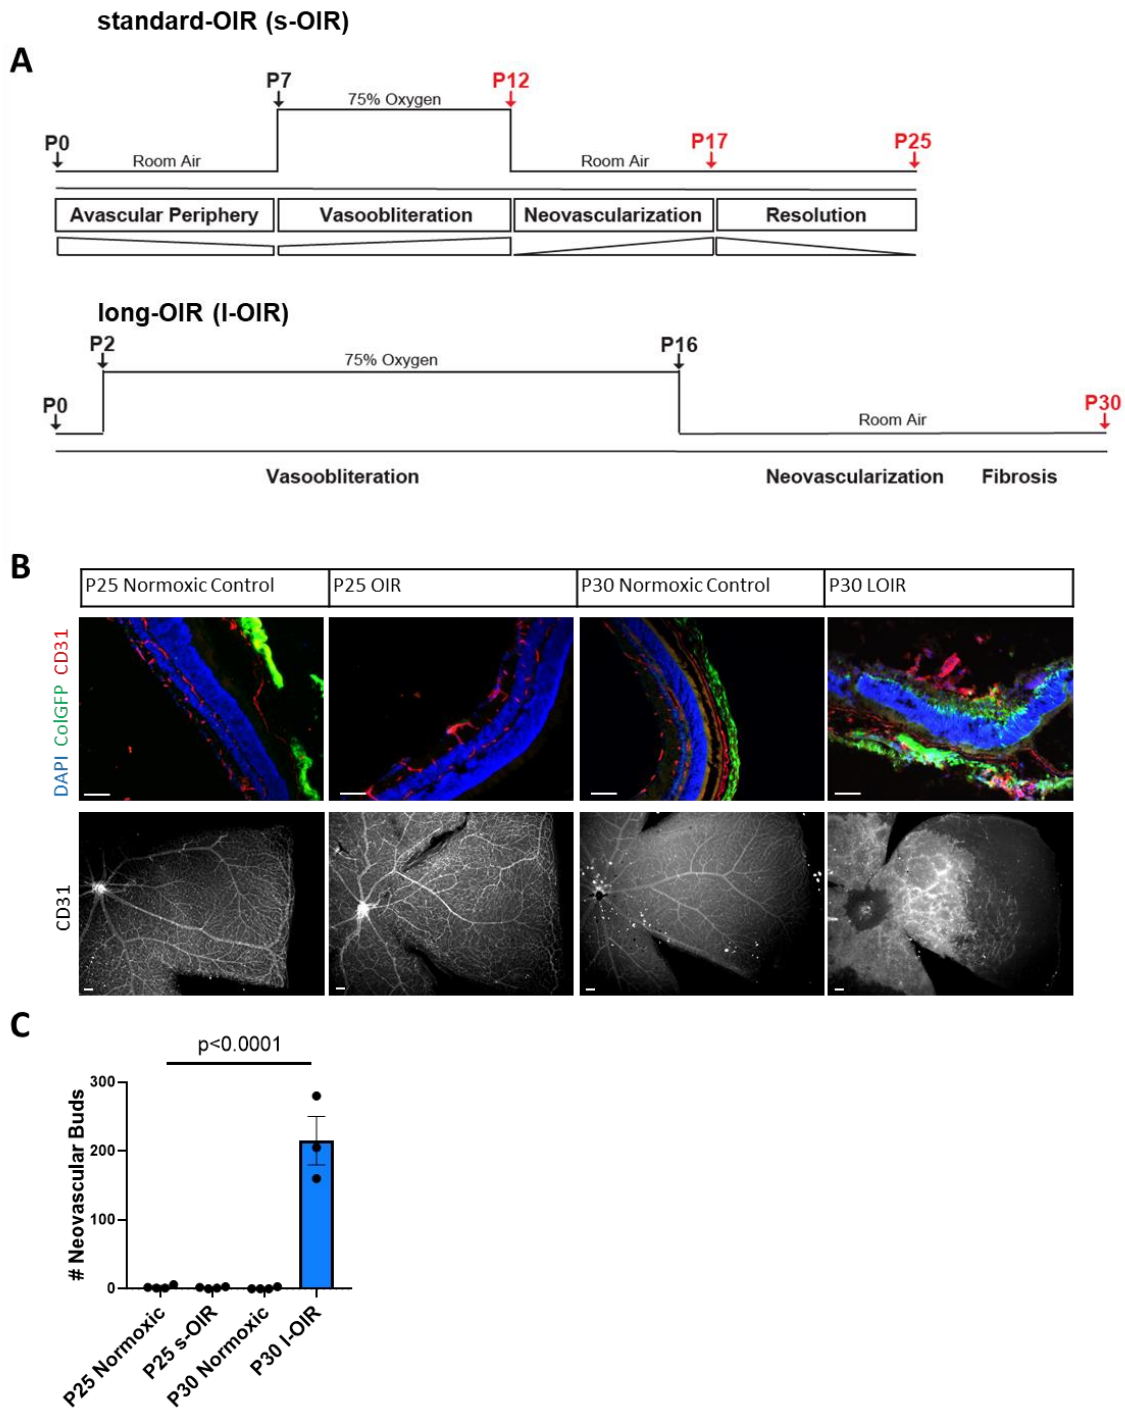 standard-OIR (s-OIR)
A
P7
P12
75% Oxygen
P0
Room Air
Room Air
P17
P25
Avascular Periphery
Vasoobliteration
Neovascularization
Resolution
long-OIR (l-OIR)
P2
P16
75% Oxygen
P0
Room Air
P30
Vasoobliteration
Neovascularization
Fibrosis
B
P25 Normoxic Control
P25 OIR
P30 Normoxic Control
P30 LOIR
DAPI ColGFP CD31
CD31
C
p<0.0001
# Neovascular Buds
300
200
100
0
P25 Normoxic
P25 s-OIR
P30 Normoxic
P30 l-OIR